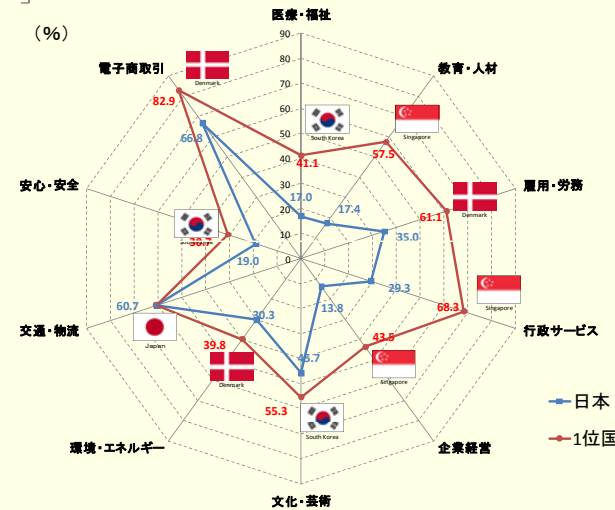 (%)
医療・福祉
教育・人材
雇用・労務
行政サービス
企業経営
文化・芸術
環境・エネルギー
交通・物流
安心・安全
電子商取引
90
80
70
60
50
40
30
20
10
0
Denmark
82.9
66.8
South Korea
41.1
17.0
Singapore
57.5
17.4
Denmark
61.1
35.0
Singapore
68.3
29.3
Singapore
43.5
13.8
South Korea
55.3
45.7
Denmark
39.8
30.3
Japan
60.7
19.0
日本
1位国